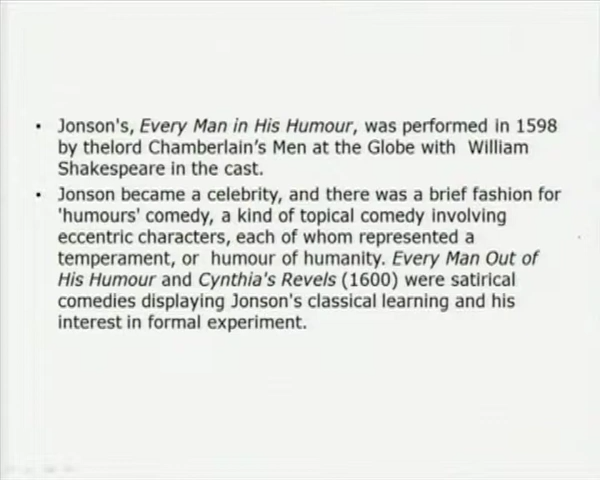 • Jonson's, Every Man in His Humour, was performed in 1598
by thelord Chamberlain's Men at the Globe with William
Shakespeare in the cast.
• Jonson became a celebrity, and there was a brief fashion for
'humours' comedy, a kind of topical comedy involving
eccentric characters, each of whom represented a
temperament, or humour of humanity. Every Man Out of
His Humour and Cynthia's Revels (1600) were satirical
comedies displaying Jonson's classical learning and his
interest in formal experiment.